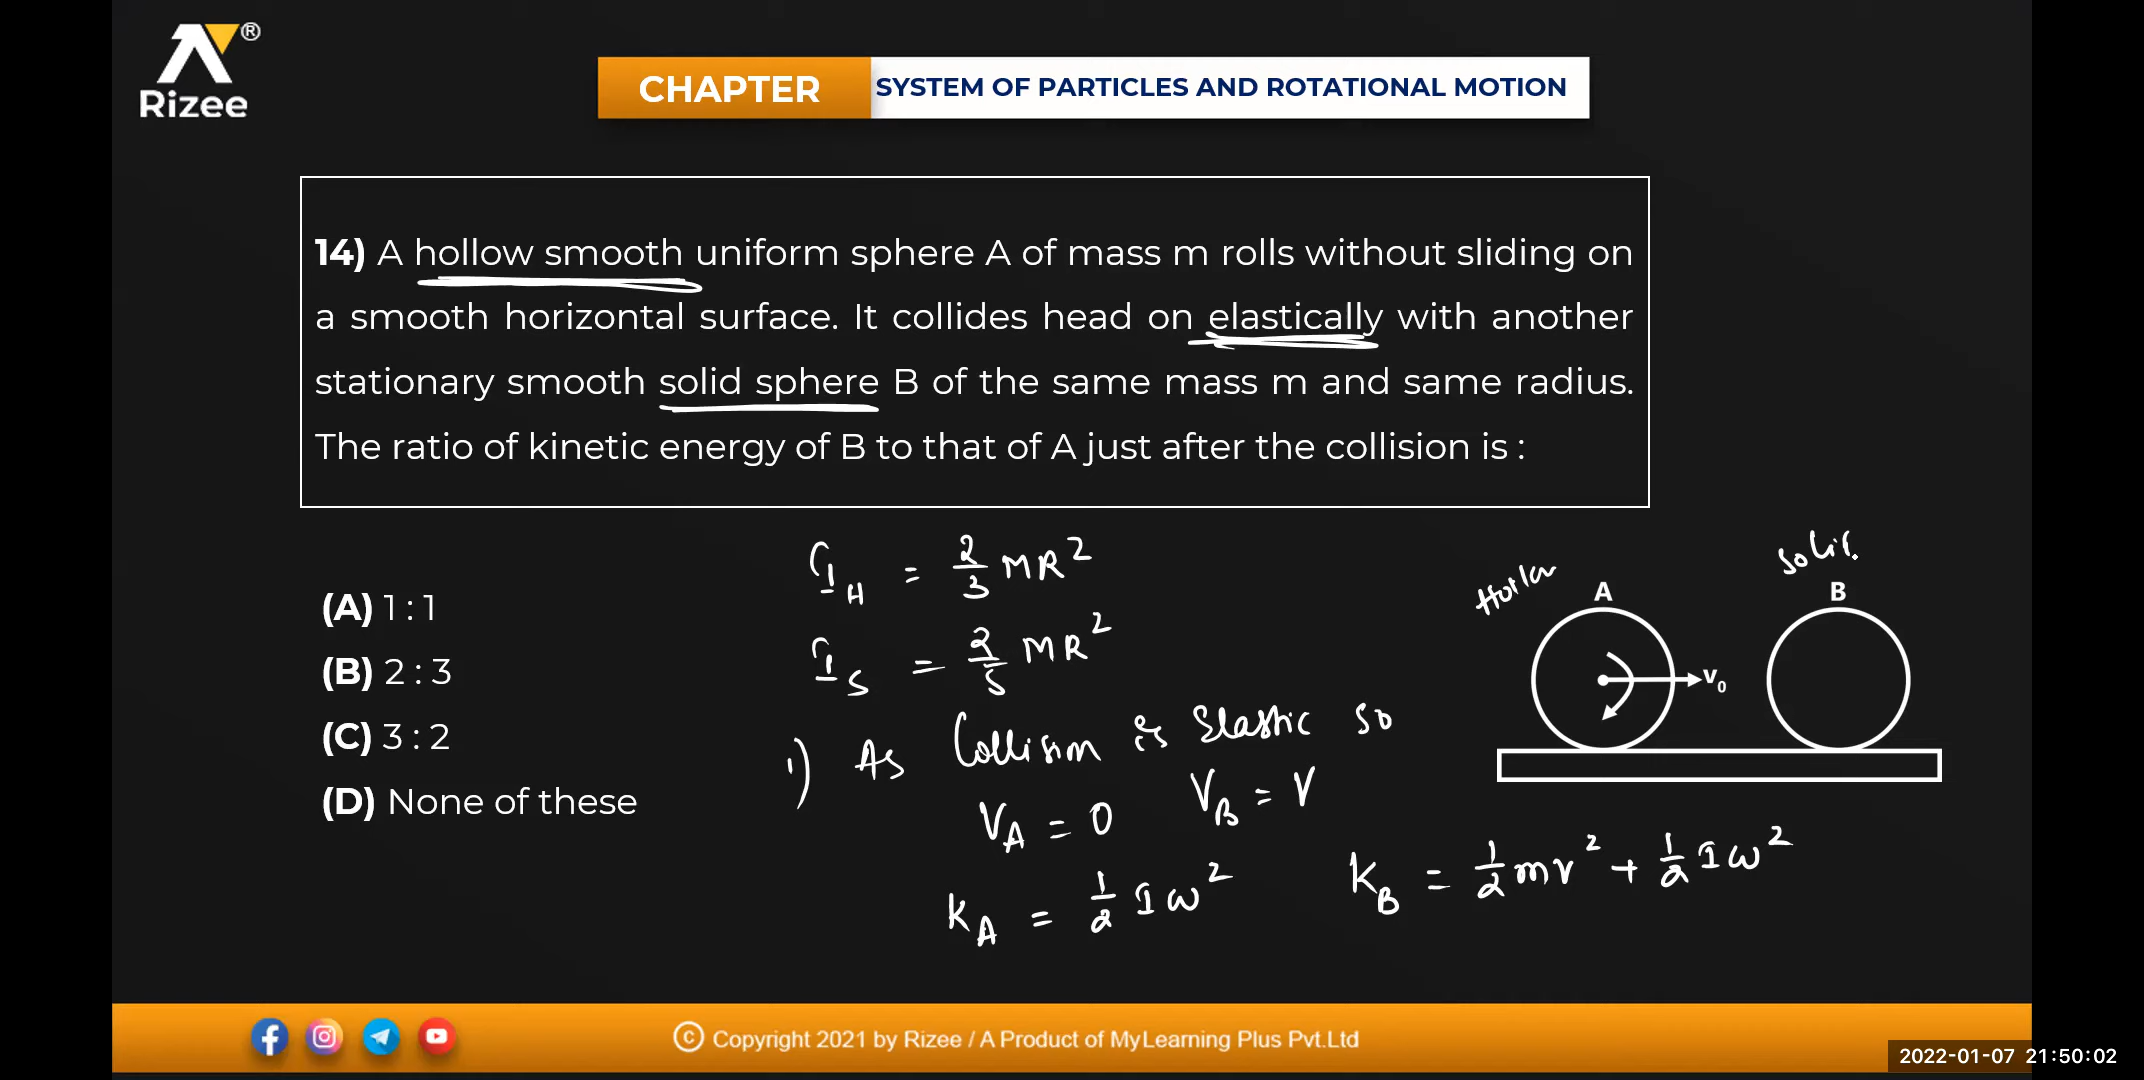 Rizee®
CHAPTER SYSTEM OF PARTICLES AND ROTATIONAL MOTION
14) A hollow smooth uniform sphere A of mass m rolls without sliding on
a smooth horizontal surface. It collides head on elastically with another
stationary smooth solid sphere B of the same mass m and same radius.
The ratio of kinetic energy of B to that of A just after the collision is :
(A) 1 : 1
(B) 2 : 3
(C) 3 : 2
(D) None of these
I_H = 2/3 MR²
I_S = 2/5 MR²
1) As Collision is Elastic so
V_A = 0 V_B = V
K_A = 1/2 I ω² K_B = 1/2 mv² + 1/2 I ω²
A
B
v₀
© Copyright 2021 by Rizee / A Product of MyLearning Plus Pvt.Ltd
2022-01-07 21:50:02